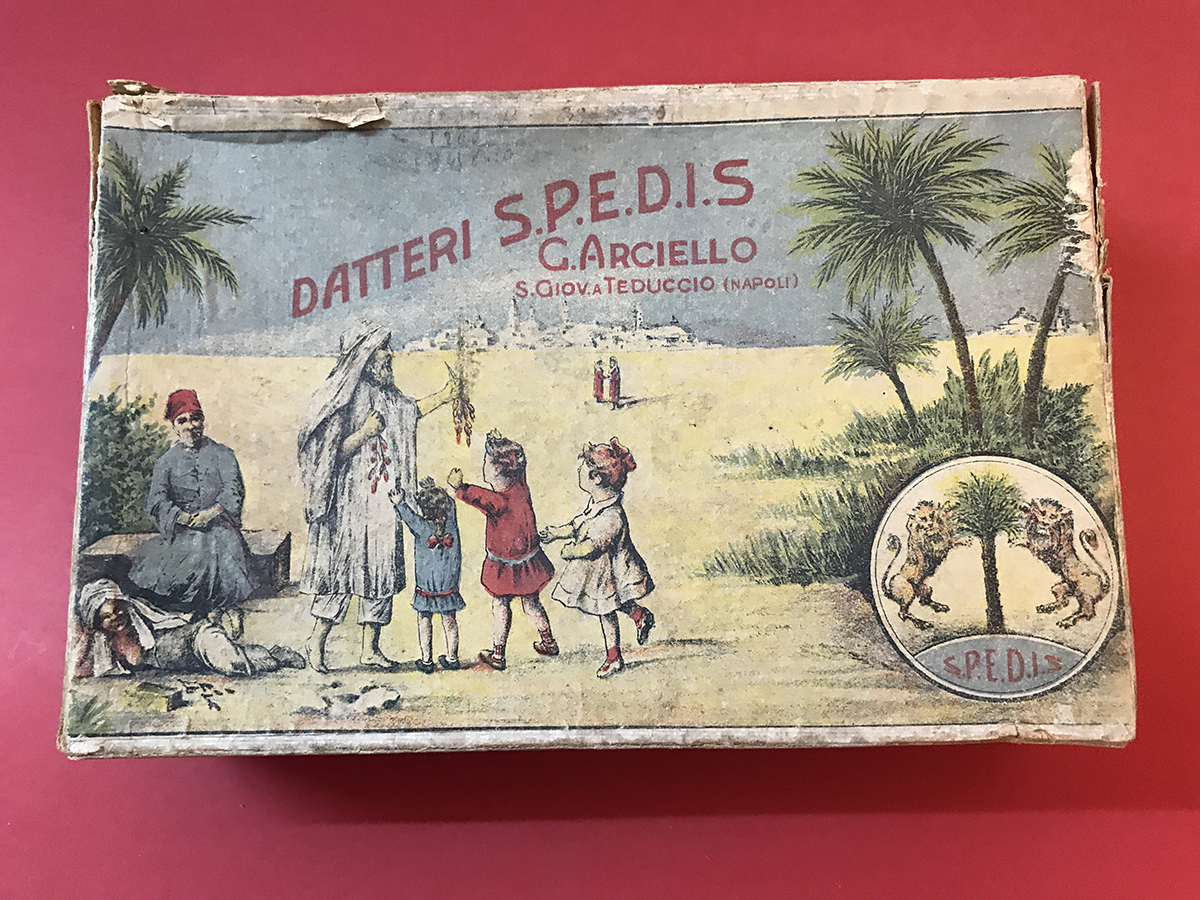 DATTERI S.P.E.D.I.S
G. ARCIELLO
S. GIOV. A TEDUCCIO (NAPOLI)
S.P.E.D.I.S